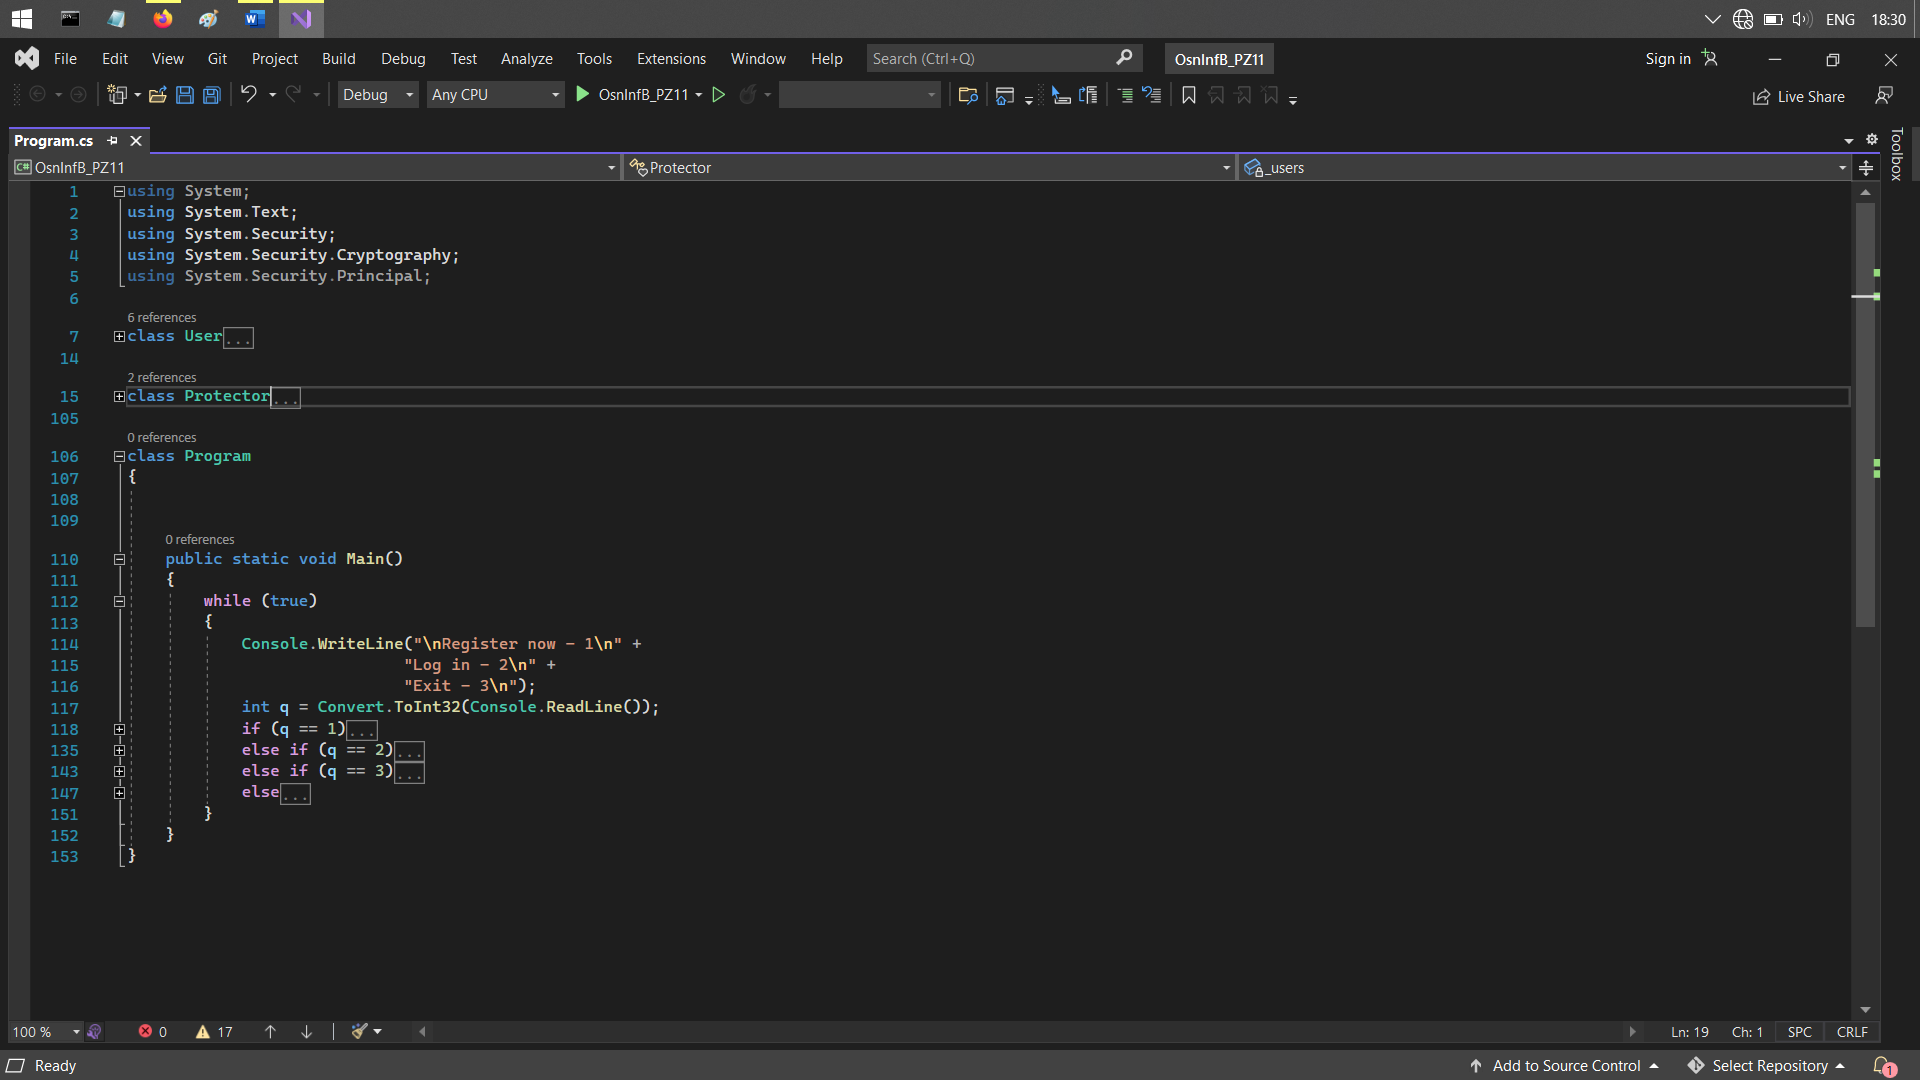 ENG 18:30
File Edit View Git Project Build Debug Test Analyze Tools Extensions Window Help Search (Ctrl+Q) OsnInfB_PZ11 Sign in
Debug Any CPU OsnInfB_PZ11 Live Share
Program.cs
Toolbox
C# OsnInfB_PZ11 Protector _users
1 using System;
2 using System.Text;
3 using System.Security;
4 using System.Security.Cryptography;
5 using System.Security.Principal;
6
6 references
7 class User...
14
2 references
15 class Protector...
105
0 references
106 class Program
107 {
108
109
0 references
110 public static void Main()
111 {
112 while (true)
113 {
114 Console.WriteLine("\nRegister now - 1\n" +
115 "Log in - 2\n" +
116 "Exit - 3\n");
117 int q = Convert.ToInt32(Console.ReadLine());
118 if (q == 1)...
135 else if (q == 2)...
143 else if (q == 3)...
147 else...
151 }
152 }
153 }
100 % 0 17 Ln: 19 Ch: 1 SPC CRLF
Ready Add to Source Control Select Repository 1